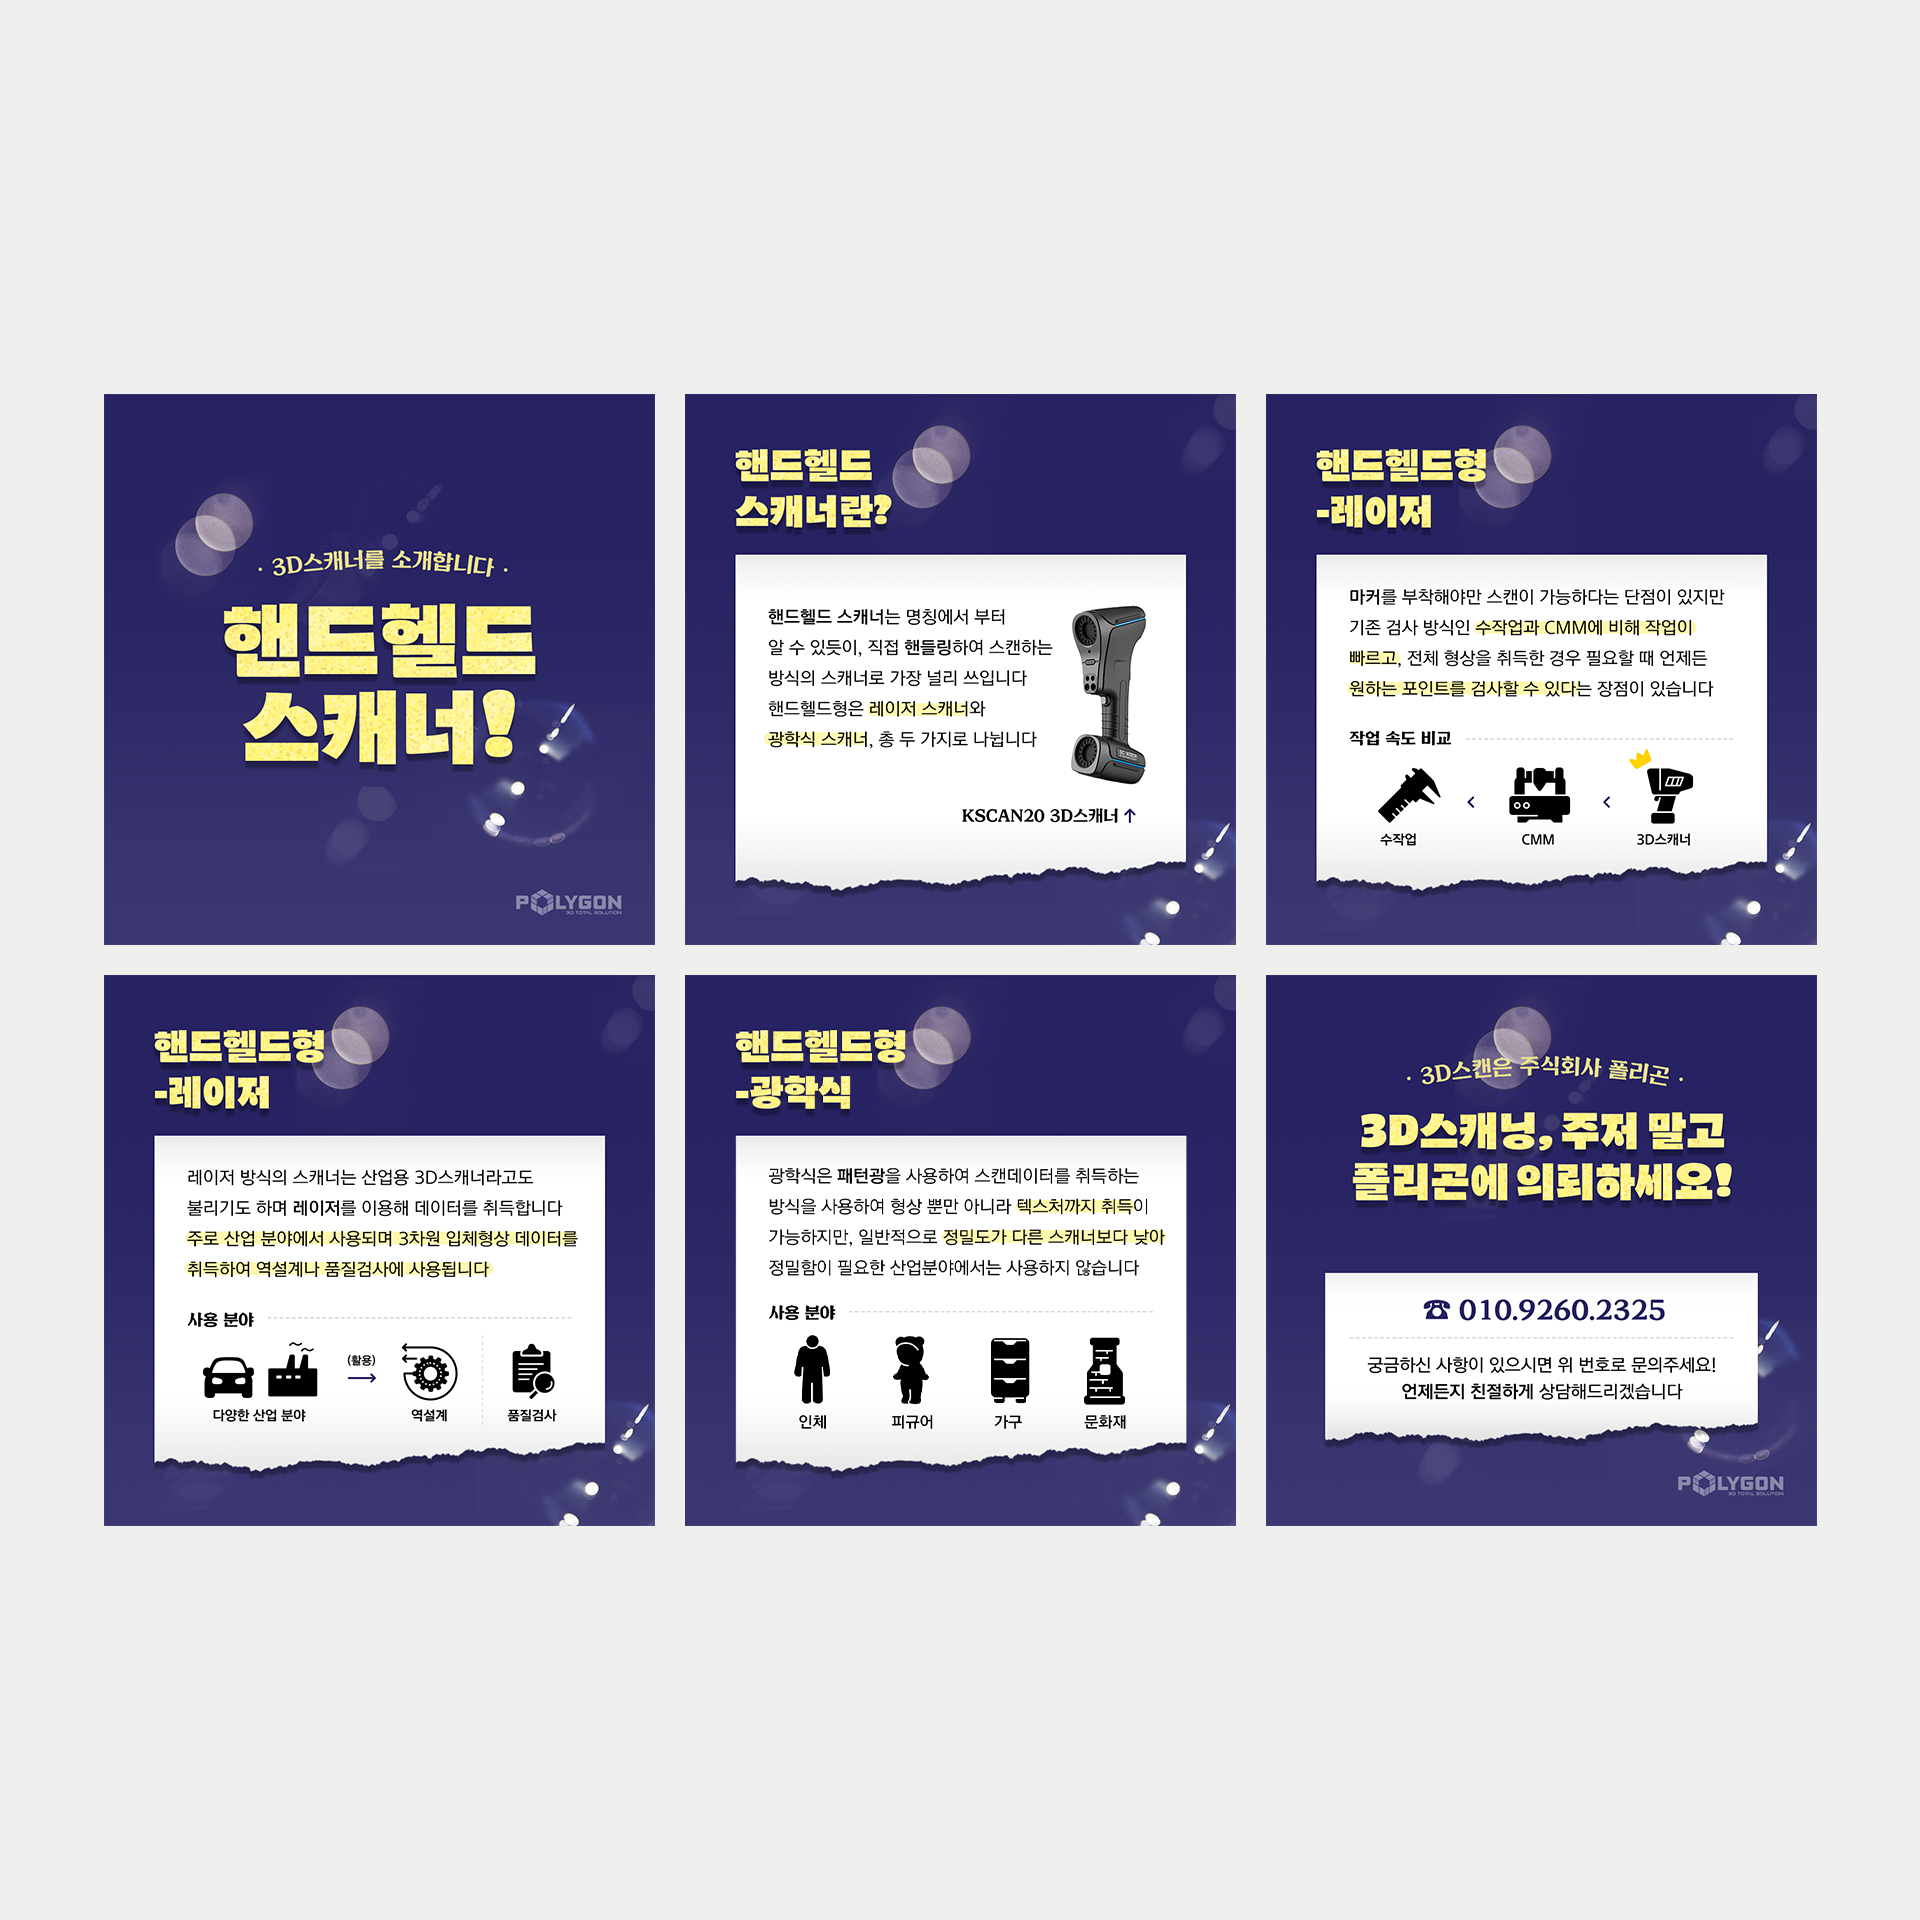 · 3D스캐너를 소개합니다 ·
핸드헬드
스캐너!
POLYGON
3D TOTAL SOLUTION
핸드헬드
스캐너란?
핸드헬드 스캐너는 명칭에서 부터
알 수 있듯이, 직접 핸들링하여 스캔하는
방식의 스캐너로 가장 널리 쓰입니다
핸드헬드형은 레이저 스캐너와
광학식 스캐너, 총 두 가지로 나뉩니다
KSCAN20 3D스캐너 ↑
핸드헬드형
-레이저
마커를 부착해야만 스캔이 가능하다는 단점이 있지만
기존 검사 방식인 수작업과 CMM에 비해 작업이
빠르고, 전체 형상을 취득한 경우 필요할 때 언제든
원하는 포인트를 검사할 수 있다는 장점이 있습니다
작업 속도 비교
< <
수작업 CMM 3D스캐너
핸드헬드형
-레이저
레이저 방식의 스캐너는 산업용 3D스캐너라고도
불리기도 하며 레이저를 이용해 데이터를 취득합니다
주로 산업 분야에서 사용되며 3차원 입체형상 데이터를
취득하여 역설계나 품질검사에 사용됩니다
사용 분야
(활용)
→
다양한 산업 분야 역설계 품질검사
핸드헬드형
-광학식
광학식은 패턴광을 사용하여 스캔데이터를 취득하는
방식을 사용하여 형상 뿐만 아니라 텍스처까지 취득이
가능하지만, 일반적으로 정밀도가 다른 스캐너보다 낮아
정밀함이 필요한 산업분야에서는 사용하지 않습니다
사용 분야
인체 피규어 가구 문화재
· 3D스캔은 주식회사 폴리곤 ·
3D스캐닝, 주저 말고
폴리곤에 의뢰하세요!
☎ 010.9260.2325
궁금하신 사항이 있으시면 위 번호로 문의주세요!
언제든지 친절하게 상담해드리겠습니다
POLYGON
3D TOTAL SOLUTION